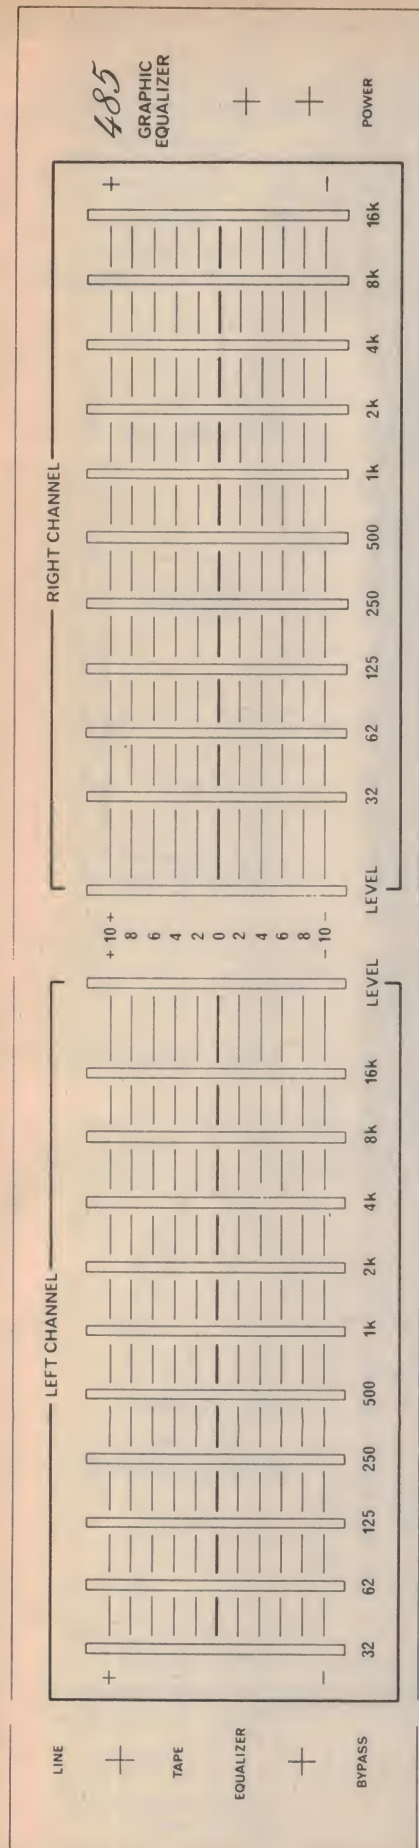 LINE
TAPE
EQUALIZER
BYPASS
LEFT CHANNEL
+
–
32 62 125 250 500 1k 2k 4k 8k 16k LEVEL
+ 10 +
8
6
4
2
0
2
4
6
8
– 10 –
RIGHT CHANNEL
LEVEL 32 62 125 250 500 1k 2k 4k 8k 16k
+
–
485
GRAPHIC
EQUALIZER
POWER